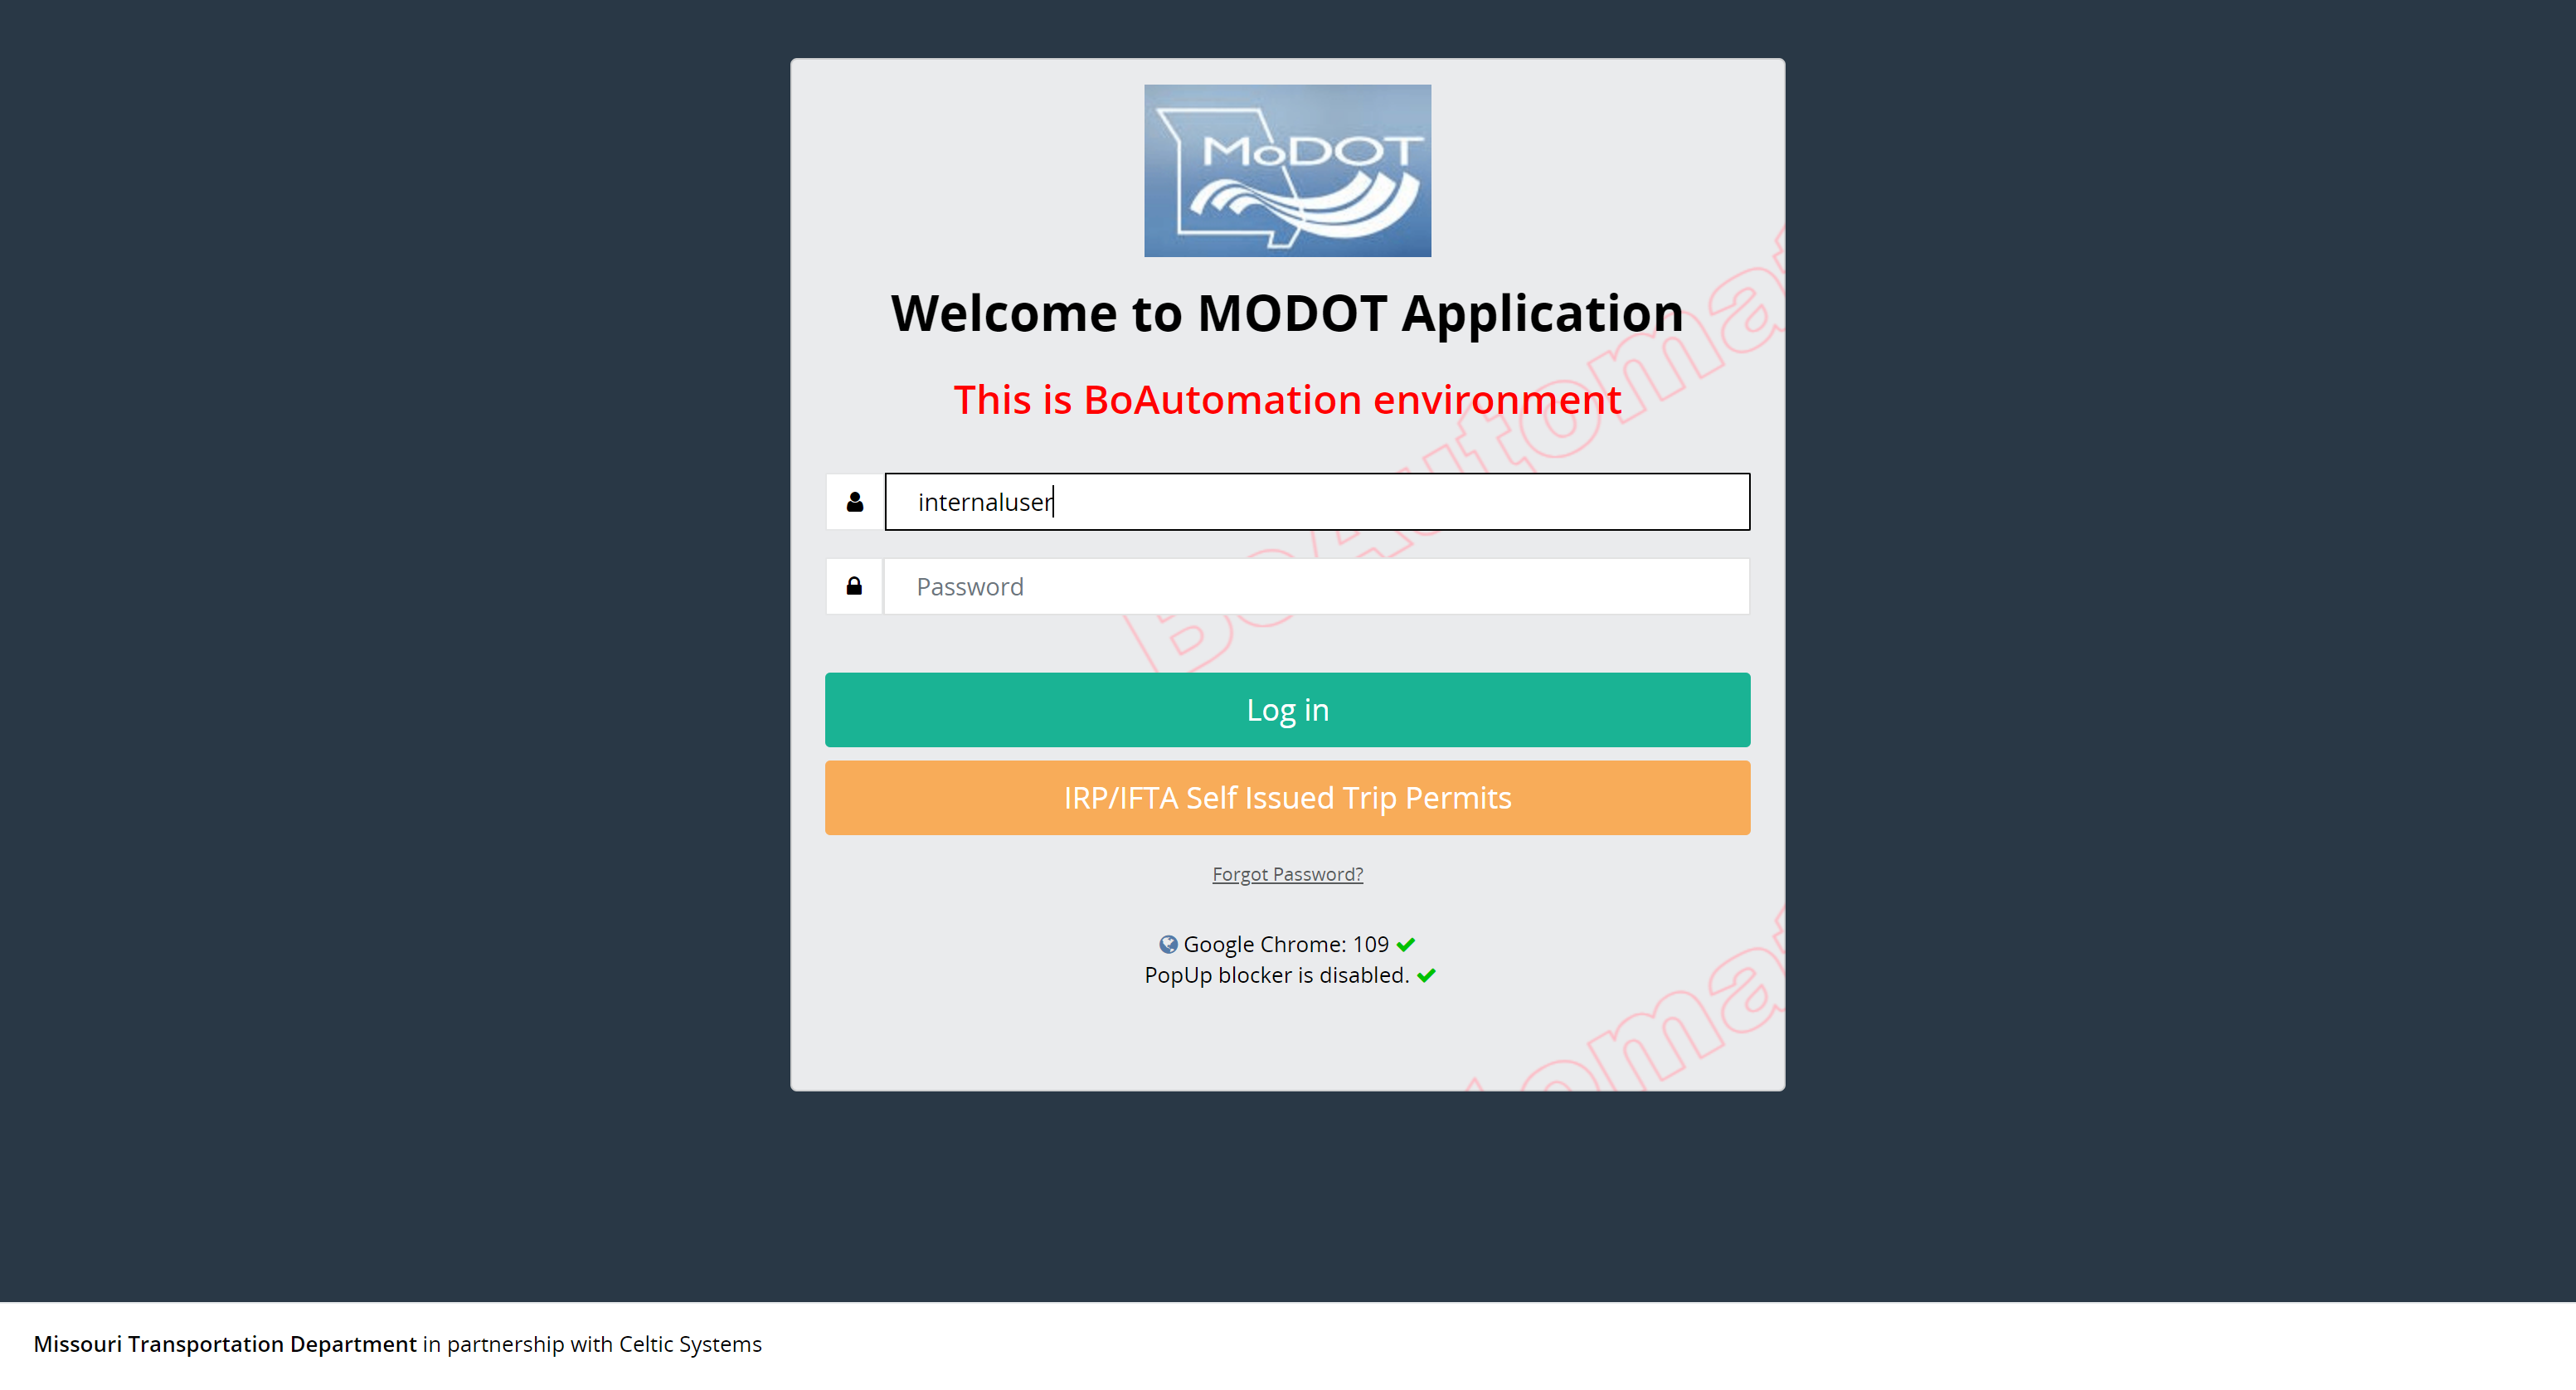 MoDOT
Welcome to MODOT Application
This is BoAutomation environment
internaluser
Password
Log in
IRP/IFTA Self Issued Trip Permits
Forgot Password?
Google Chrome: 109
PopUp blocker is disabled.
Missouri Transportation Department in partnership with Celtic Systems